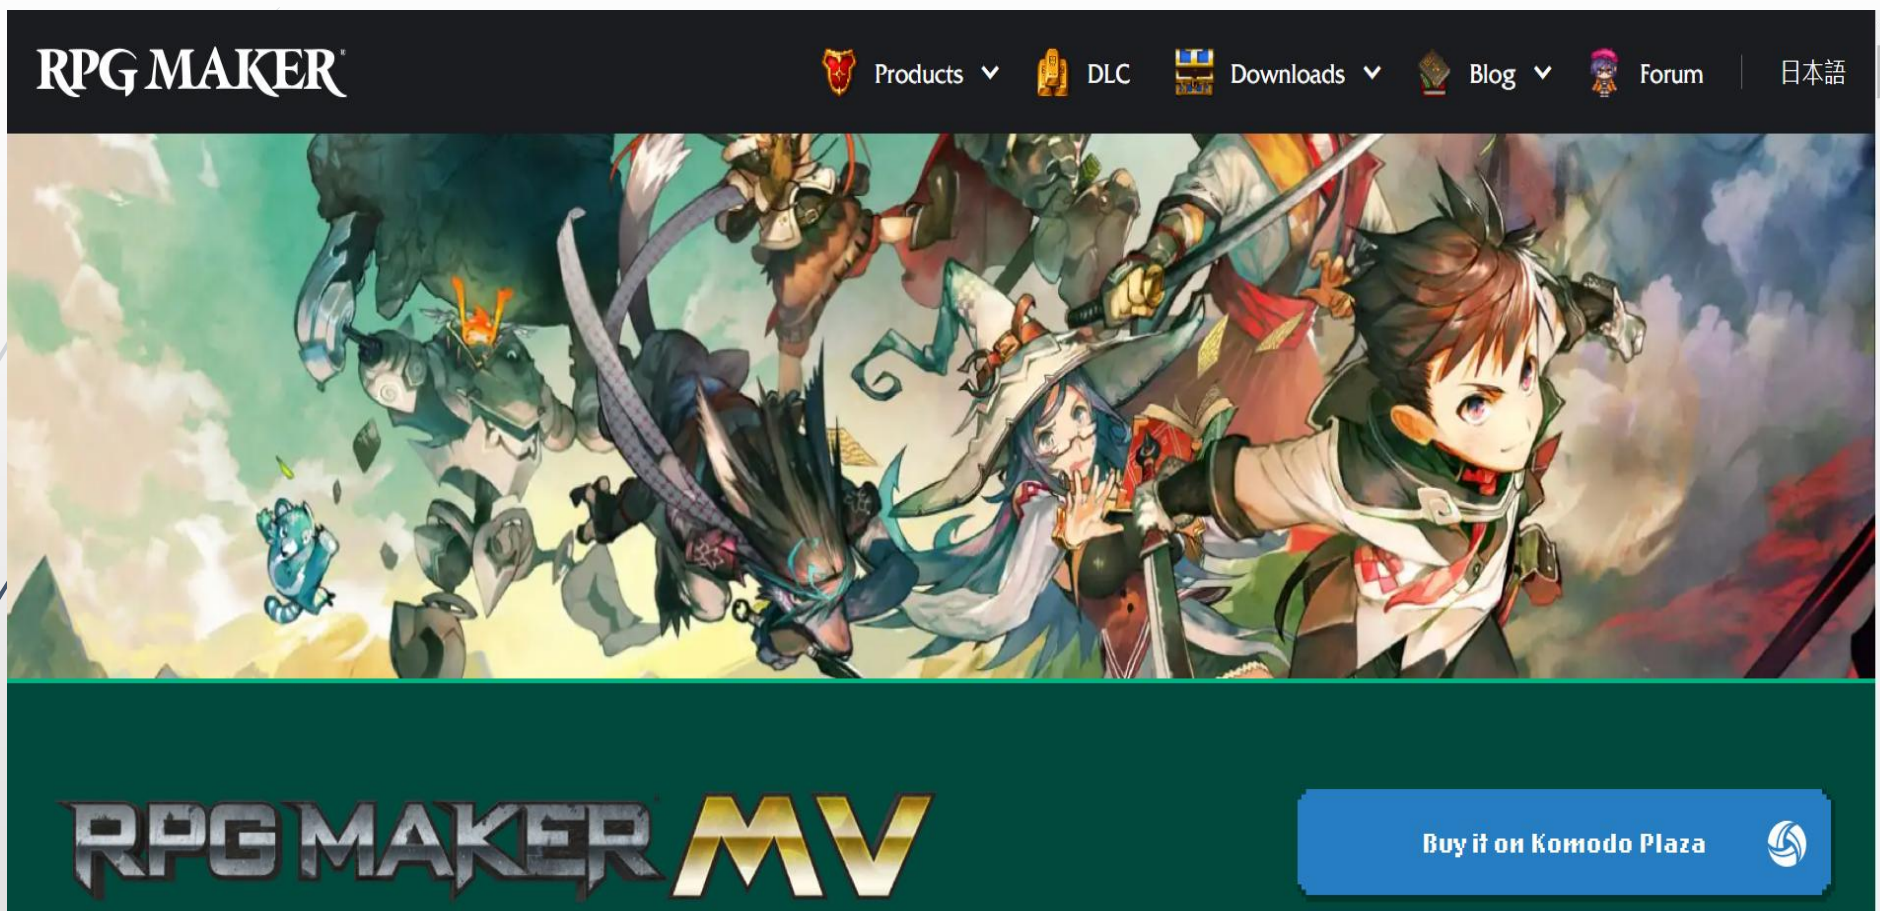 RPG MAKER
Products
DLC
Downloads
Blog
Forum
日本語
RPG MAKER MV
Buy it on Komodo Plaza